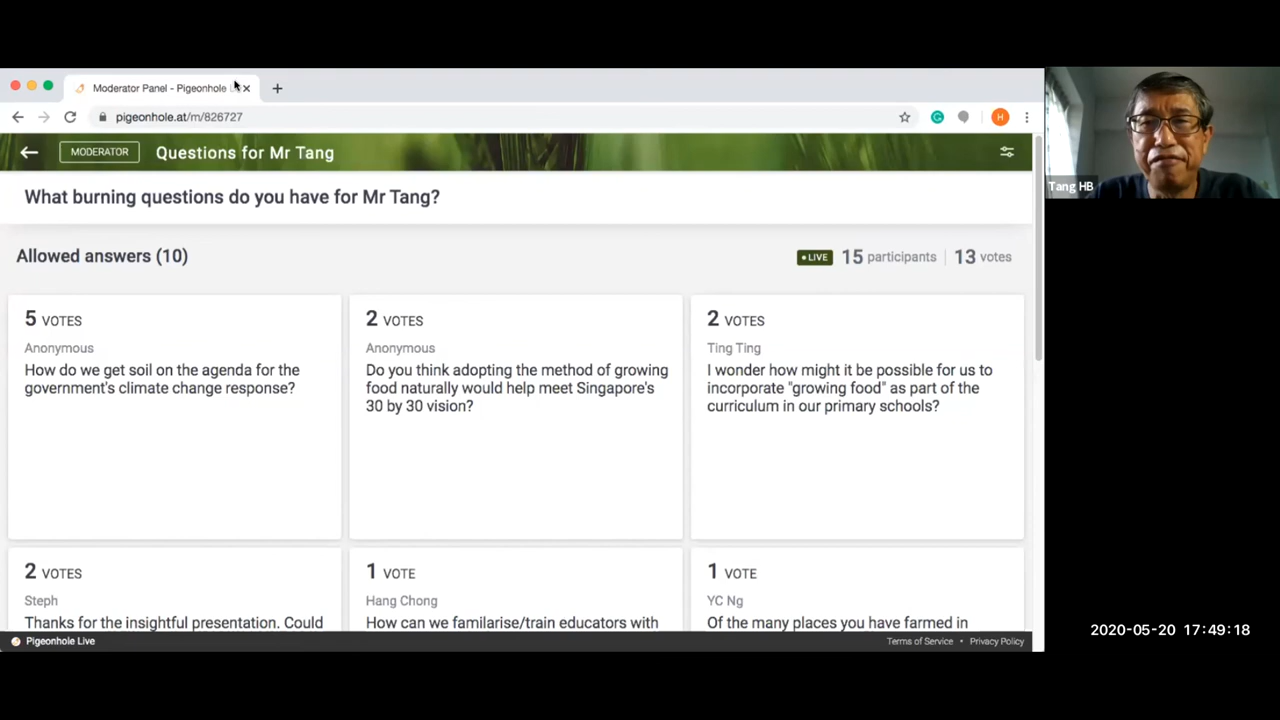 Moderator Panel - Pigeonhole
pigeonhole.at/m/826727
H
MODERATOR
Questions for Mr Tang
What burning questions do you have for Mr Tang?
Allowed answers (10)
LIVE
15 participants
13 votes
5 VOTES
Anonymous
How do we get soil on the agenda for the
government's climate change response?
2 VOTES
Anonymous
Do you think adopting the method of growing
food naturally would help meet Singapore's
30 by 30 vision?
2 VOTES
Ting Ting
I wonder how might it be possible for us to
incorporate "growing food" as part of the
curriculum in our primary schools?
2 VOTES
Steph
Thanks for the insightful presentation. Could
1 VOTE
Hang Chong
How can we familarise/train educators with
1 VOTE
YC Ng
Of the many places you have farmed in
Pigeonhole Live
Terms of Service • Privacy Policy
Tang HB
2020-05-20 17:49:18